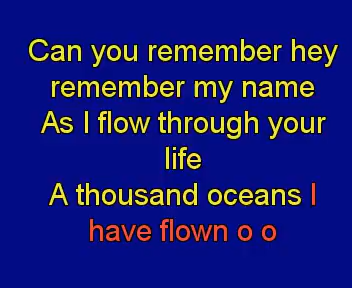 Can you remember hey
remember my name
As I flow through your
life
A thousand oceans I
have flown o o